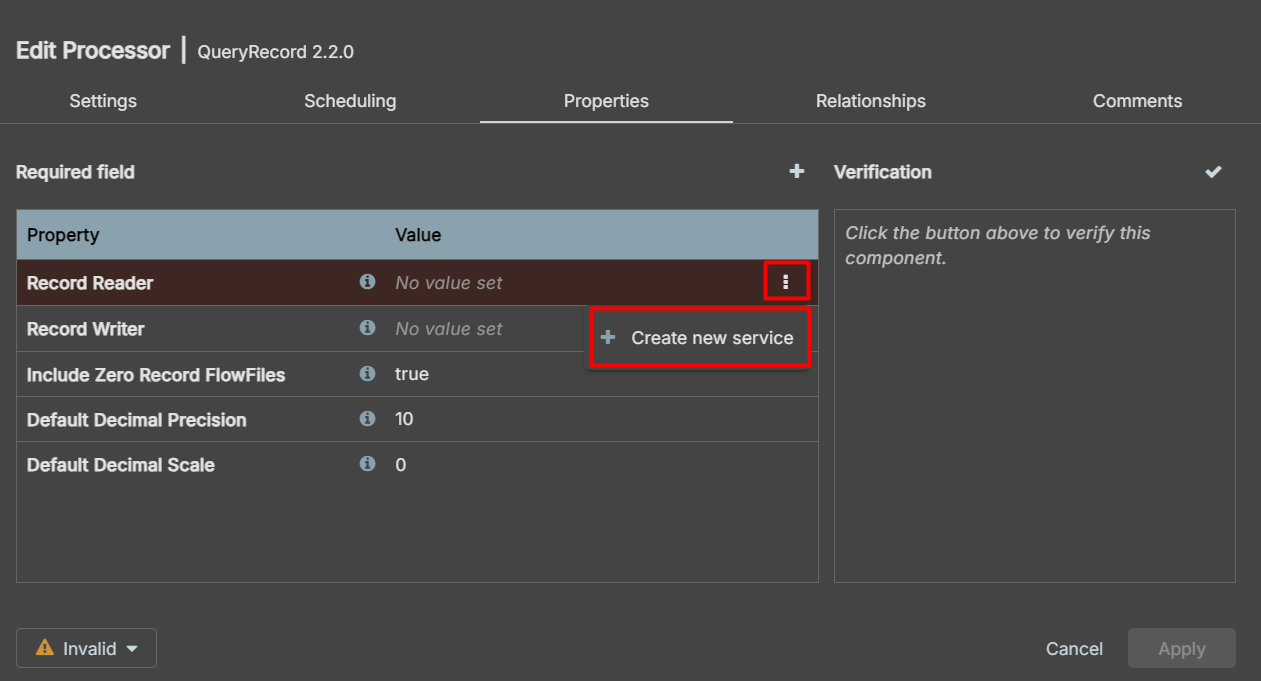 Edit Processor | QueryRecord 2.2.0
Settings Scheduling Properties Relationships Comments
Required field
Verification
Property Value
Click the button above to verify this
component.
Record Reader No value set
Record Writer No value set
Create new service
Include Zero Record FlowFiles true
Default Decimal Precision 10
Default Decimal Scale 0
Invalid
Cancel Apply